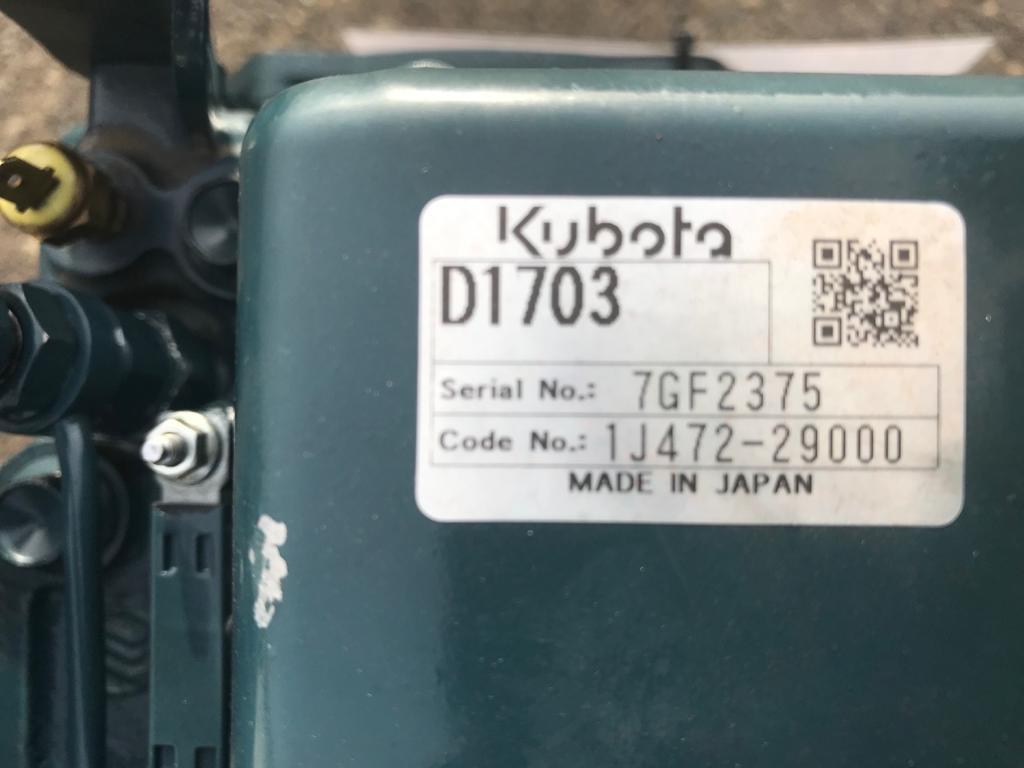 Kubota
D1703
Serial No.: 7GF2375
Code No.: 1J472-29000
MADE IN JAPAN